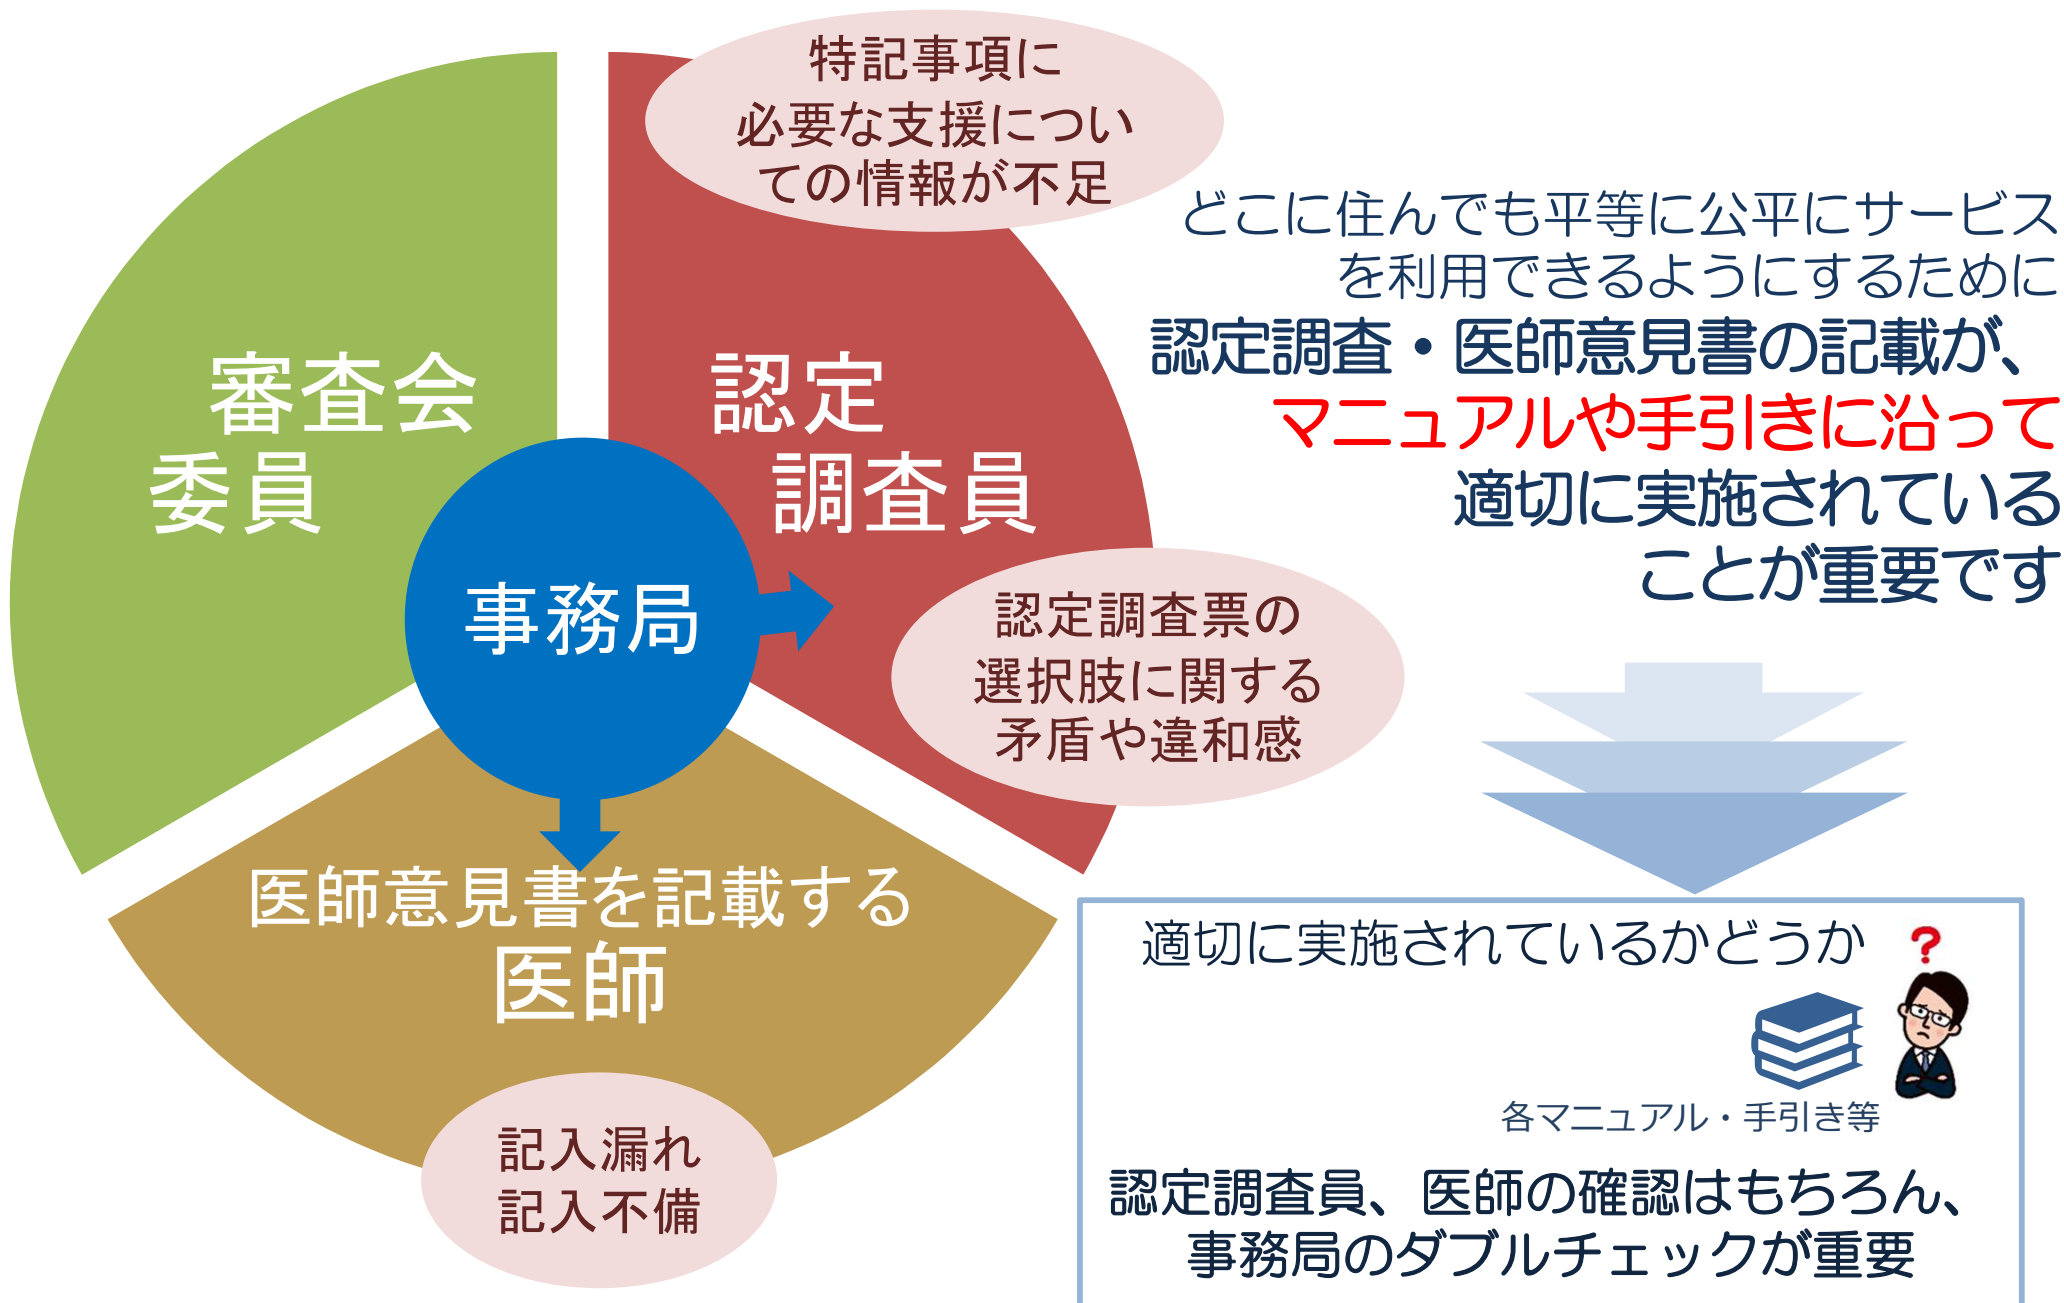 特記事項に
必要な支援につい
ての情報が不足
審査会
委員
認定
調査員
事務局
認定調査票の
選択肢に関する
矛盾や違和感
医師意見書を記載する
医師
記入漏れ
記入不備
どこに住んでも平等に公平にサービス
を利用できるようにするために
認定調査・医師意見書の記載が、
マニュアルや手引きに沿って
適切に実施されている
ことが重要です
適切に実施されているかどうか
?
各マニュアル・手引き等
認定調査員、医師の確認はもちろん、
事務局のダブルチェックが重要